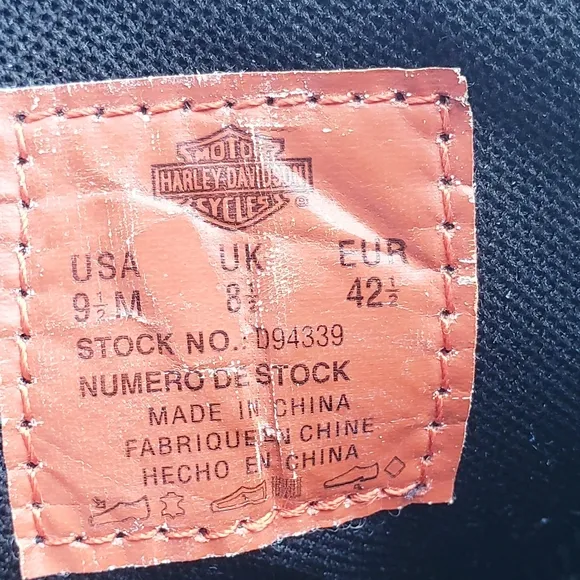 MOTOR
HARLEY-DAVIDSON
CYCLES ®
USA UK EUR
9½M 8½ 42½
STOCK NO.: D94339
NUMERO DE STOCK
MADE IN CHINA
FABRIQUE EN CHINE
HECHO EN CHINA